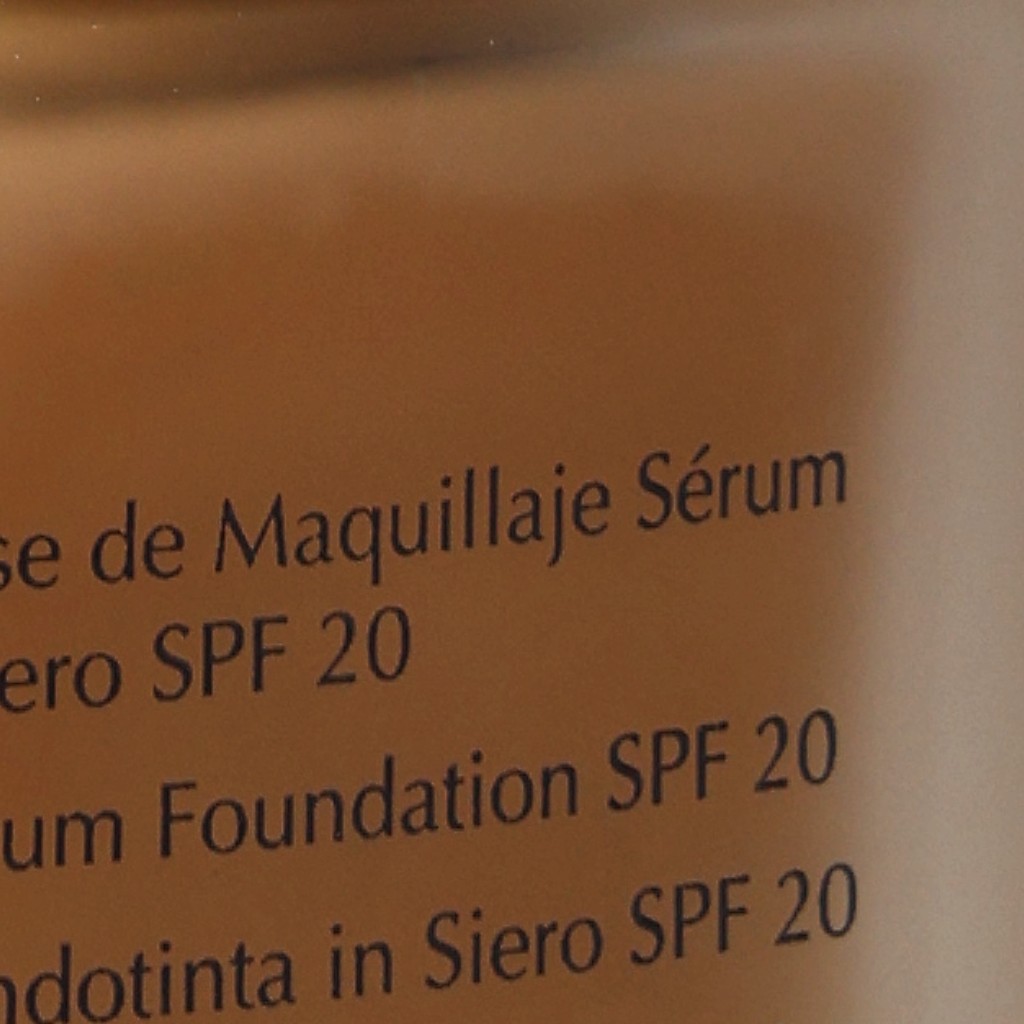 se de Maquillaje Sérum
ero SPF 20
um Foundation SPF 20
ndotinta in Siero SPF 20